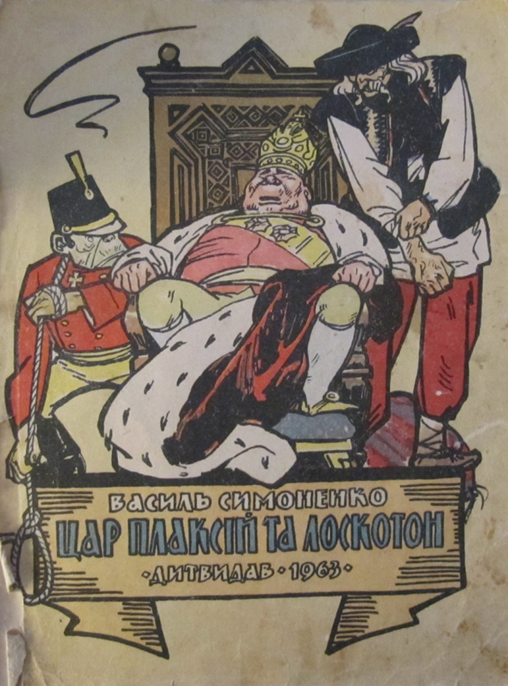 ВАСИЛЬ СИМОНЕНКО
ЦАР ПЛАКСІЙ ТА ЛОСКОТОН
·ДИТВИДАВ·1963·